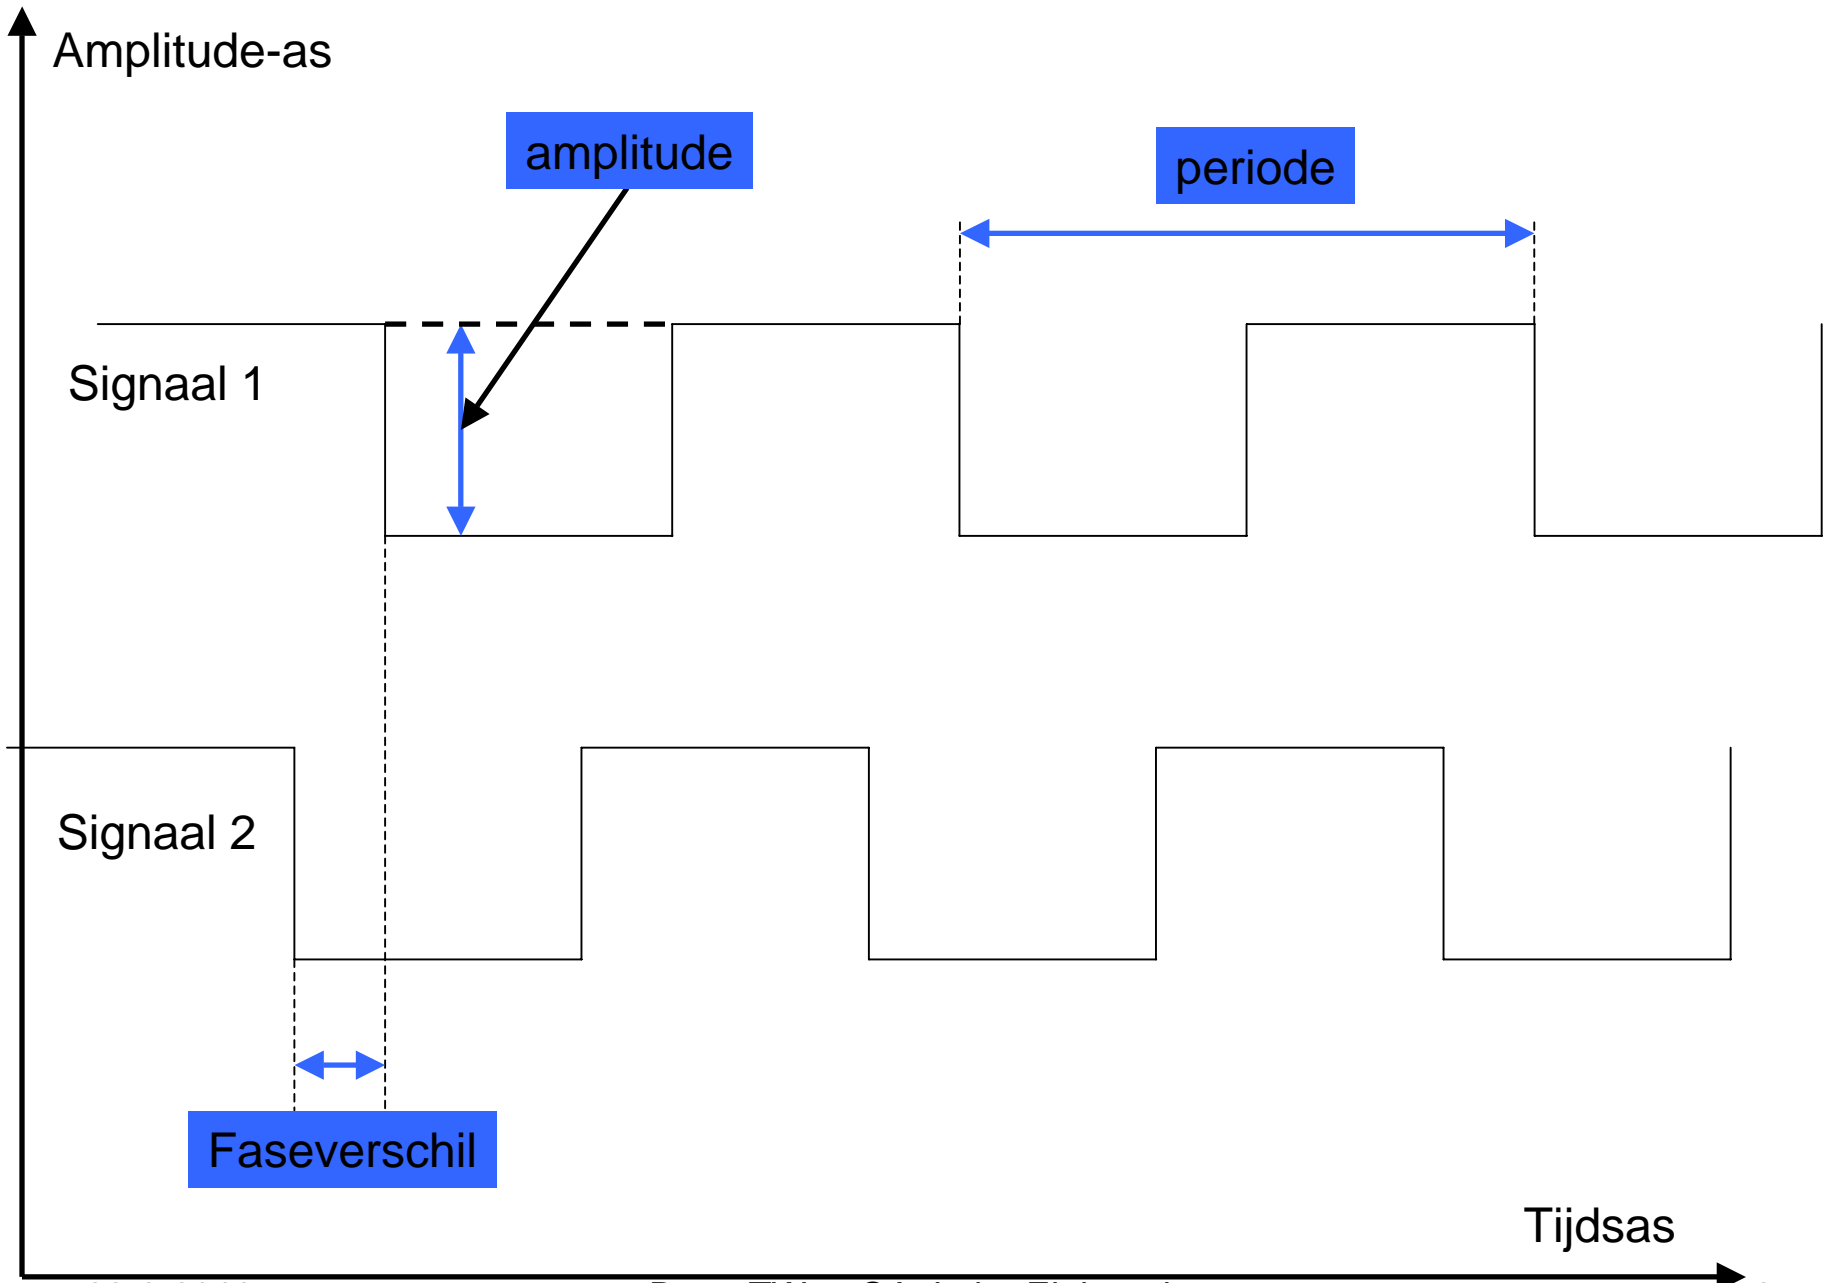 Amplitude-as
amplitude
periode
Signaal 1
Signaal 2
Faseverschil
Tijdsas